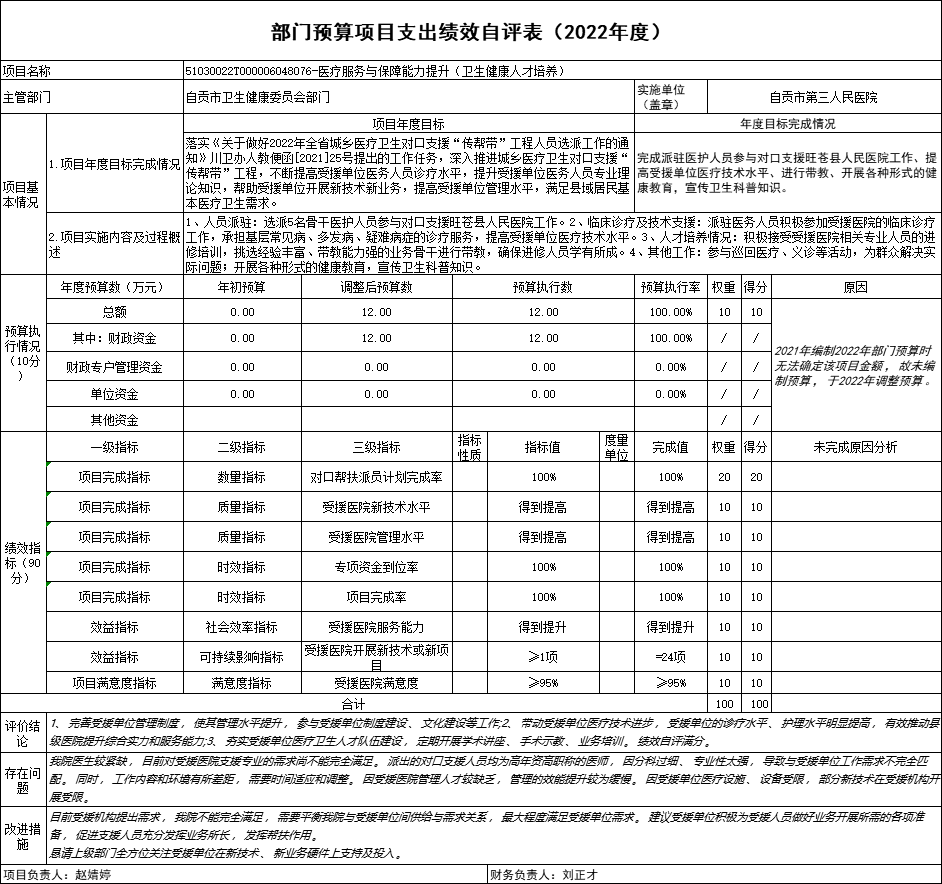 部门预算项目支出绩效自评表（2022年度）
项目名称
51030022T000006048076-医疗服务与保障能力提升（卫生健康人才培养）
主管部门
自贡市卫生健康委员会部门
实施单位
（盖章）
自贡市第三人民医院
项目基
本情况
1.项目年度目标完成情况
项目年度目标
年度目标完成情况
落实《关于做好2022年全省城乡医疗卫生对口支援“传帮带”工程人员选派工作的通
知》川卫办人教便函[2021]25号提出的工作任务，深入推进城乡医疗卫生对口支援“
传帮带”工程，不断提高受援单位医务人员诊疗水平，提升受援单位医务人员专业理
论知识，帮助受援单位开展新技术新业务，提高受援单位管理水平，满足县域居民基
本医疗卫生需求。
完成派驻医护人员参与对口支援旺苍县人民医院工作、提
高受援单位医疗技术水平、进行带教、开展各种形式的健
康教育，宣传卫生科普知识。
2.项目实施内容及过程概
述
1、人员派驻：选派5名骨干医护人员参与对口支援旺苍县人民医院工作。2、临床诊疗及技术支援：派驻医务人员积极参加受援医院的临床诊疗
工作，承担基层常见病、多发病、疑难病症的诊疗服务，提高受援单位医疗技术水平。3、人才培养情况：积极接受受援医院相关专业人员的进
修培训，挑选经验丰富、带教能力强的业务骨干进行带教，确保进修人员学有所成。4、其他工作：参与巡回医疗、义诊等活动，为群众解决实
际问题；开展各种形式的健康教育，宣传卫生科普知识。
预算执
行情况
（10分
）
年度预算数（万元） 年初预算 调整后预算数 预算执行数 预算执行率 权重 得分 原因
总额 0.00 12.00 12.00 100.00% 10 10
其中：财政资金 0.00 12.00 12.00 100.00% / /
财政专户管理资金 0.00 0.00 0.00 0.00% / /
单位资金 0.00 0.00 0.00 0.00% / /
其他资金 / /
2021年编制2022年部门预算时
无法确定该项目金额，故未编
制预算，于2022年调整预算。
绩效指
标（90
分）
一级指标 二级指标 三级指标 指标性质 指标值 度量单位 完成值 权重 得分 未完成原因分析
项目完成指标 数量指标 对口帮扶派员计划完成率 100% 100% 20 20
项目完成指标 质量指标 受援医院新技术水平 得到提高 得到提高 10 10
项目完成指标 质量指标 受援医院管理水平 得到提高 得到提高 10 10
项目完成指标 时效指标 专项资金到位率 100% 100% 10 10
项目完成指标 时效指标 项目完成率 100% 100% 10 10
效益指标 社会效率指标 受援医院服务能力 得到提升 得到提升 10 10
效益指标 可持续影响指标 受援医院开展新技术或新项目 ≥1项 =24项 10 10
项目满意度指标 满意度指标 受援医院满意度 ≥95% ≥95% 10 10
合计 100 100
评价结
论
1、完善受援单位管理制度，使其管理水平提升，参与受援单位制度建设、文化建设等工作;2、带动受援单位医疗技术进步，受援单位的诊疗水平、护理水平明显提高，有效推动县
级医院提升综合实力和服务能力;3、夯实受援单位医疗卫生人才队伍建设，定期开展学术讲座、手术示教、业务培训。绩效自评满分。
存在问
题
我院医生较紧缺，目前对受援医院支援专业的需求尚不能完全满足。派出的对口支援人员均为高年资高职称的医师，因分科过细、专业性太强，导致与受援单位工作需求不完全匹
配。同时，工作内容和环境有所差距，需要时间适应和调整。因受援医院管理人才较缺乏，管理的效能提升较为缓慢。因受援单位医疗设施、设备受限，部分新技术在受援机构开
展受限。
改进措
施
目前受援机构提出需求，我院不能完全满足，需要平衡我院与受援单位间供给与需求关系，最大程度满足受援单位需求。建议受援单位积极为受援人员做好业务开展所需的各项准
备，促进支援人员充分发挥业务所长，发挥帮扶作用。
恳请上级部门全方位关注受援单位在新技术、新业务硬件上支持及投入。
项目负责人：赵婧婷
财务负责人：刘正才